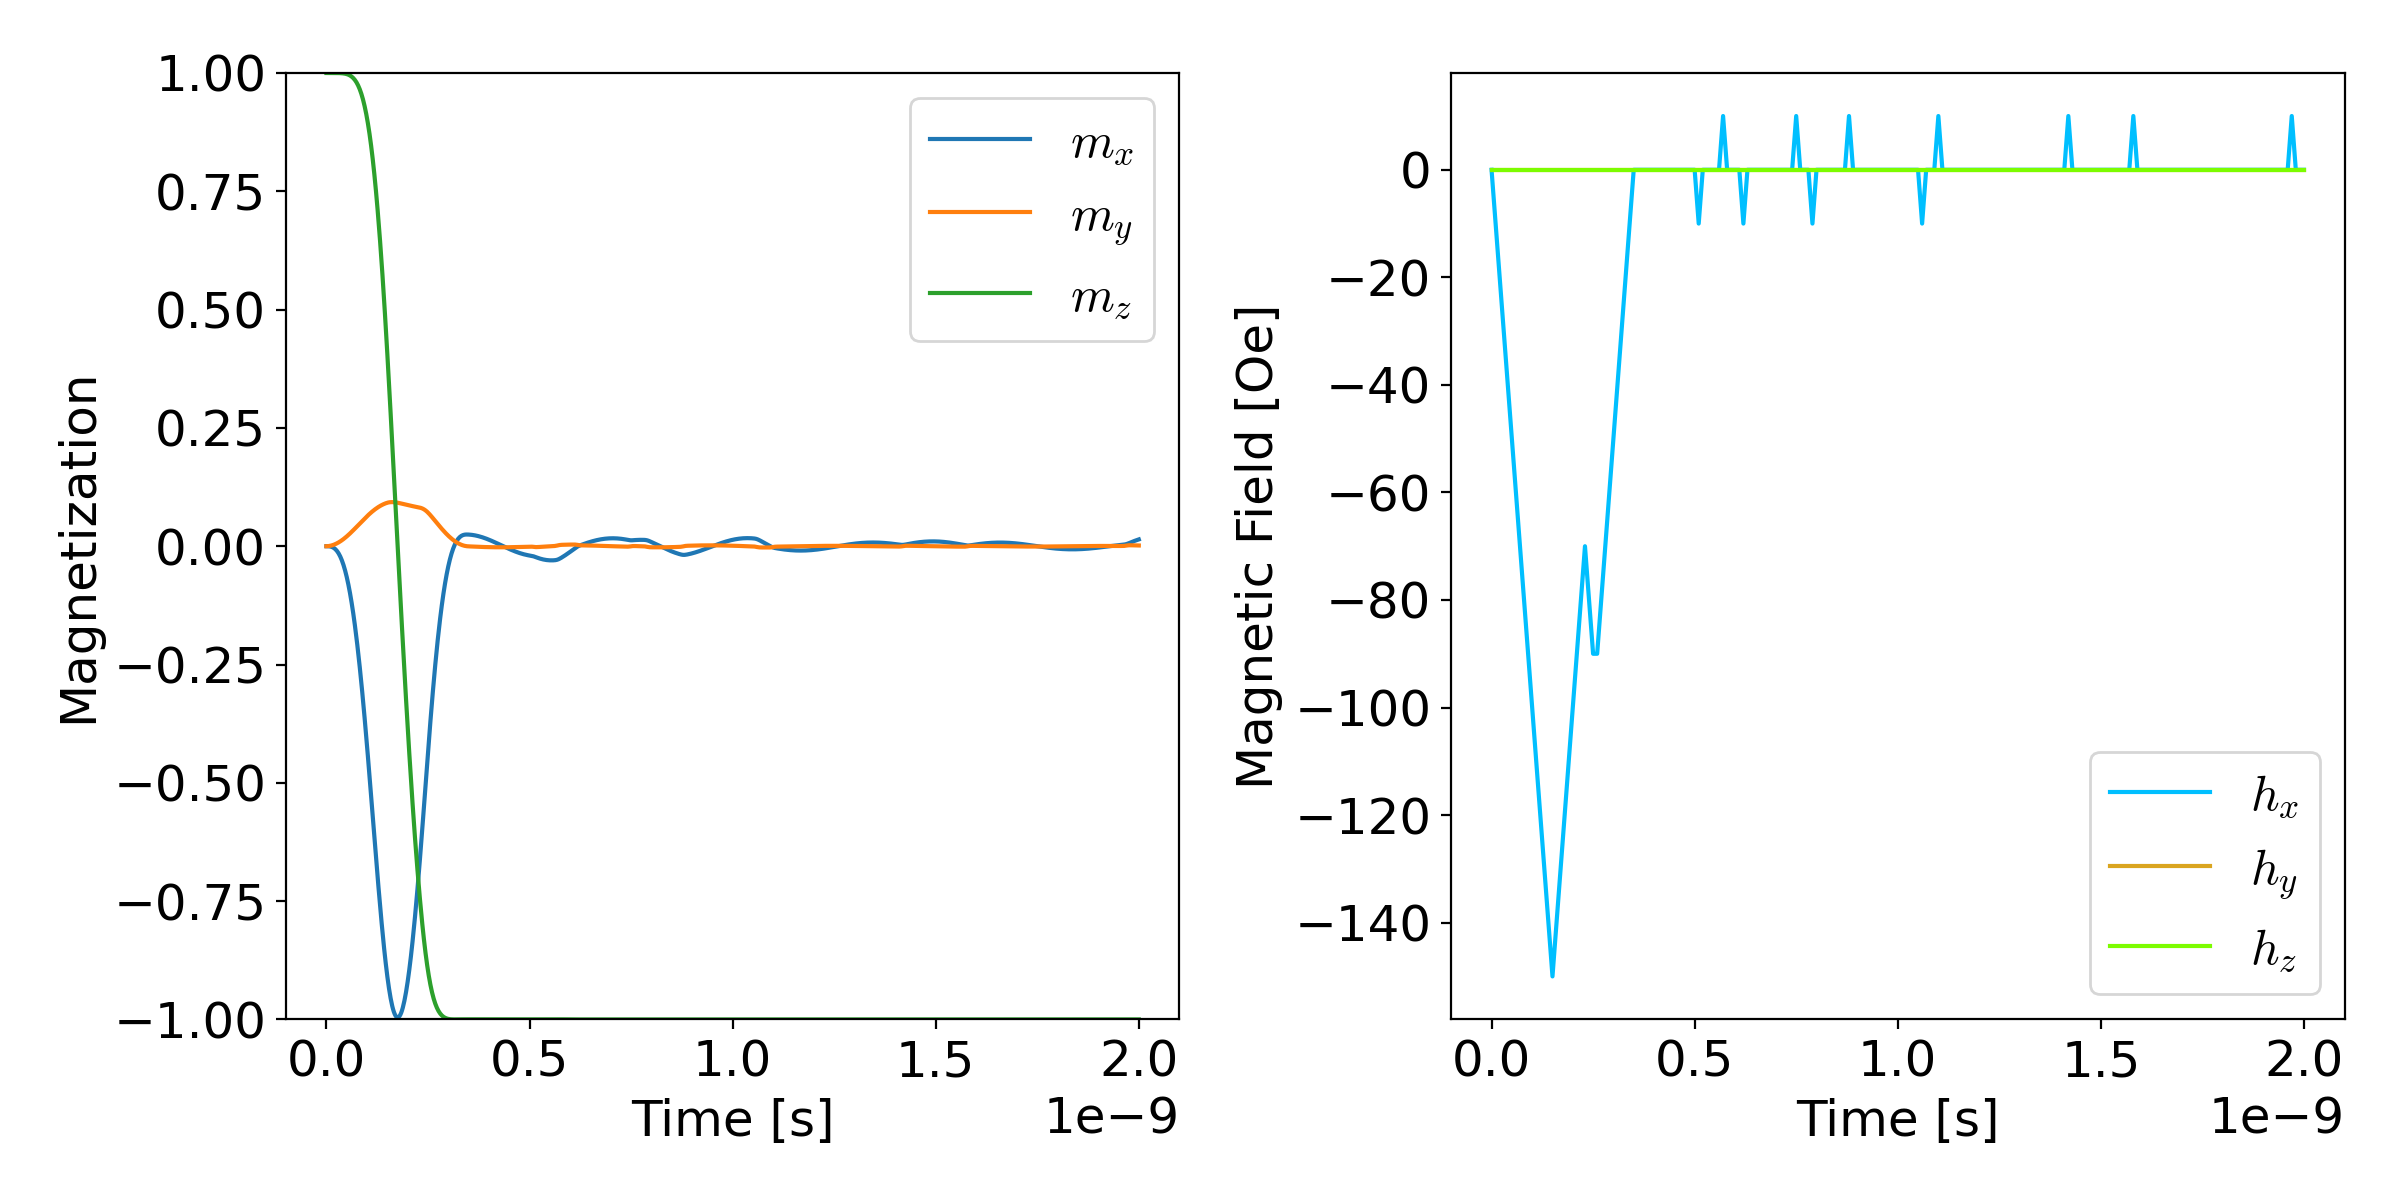 1.00
0.75
0.50
0.25
0.00
−0.25
−0.50
−0.75
−1.00
Magnetization
m_x
m_y
m_z
0.0 0.5 1.0 1.5 2.0
Time [s]
1e−9
0
−20
−40
−60
−80
−100
−120
−140
Magnetic Field [Oe]
h_x
h_y
h_z
0.0 0.5 1.0 1.5 2.0
Time [s]
1e−9